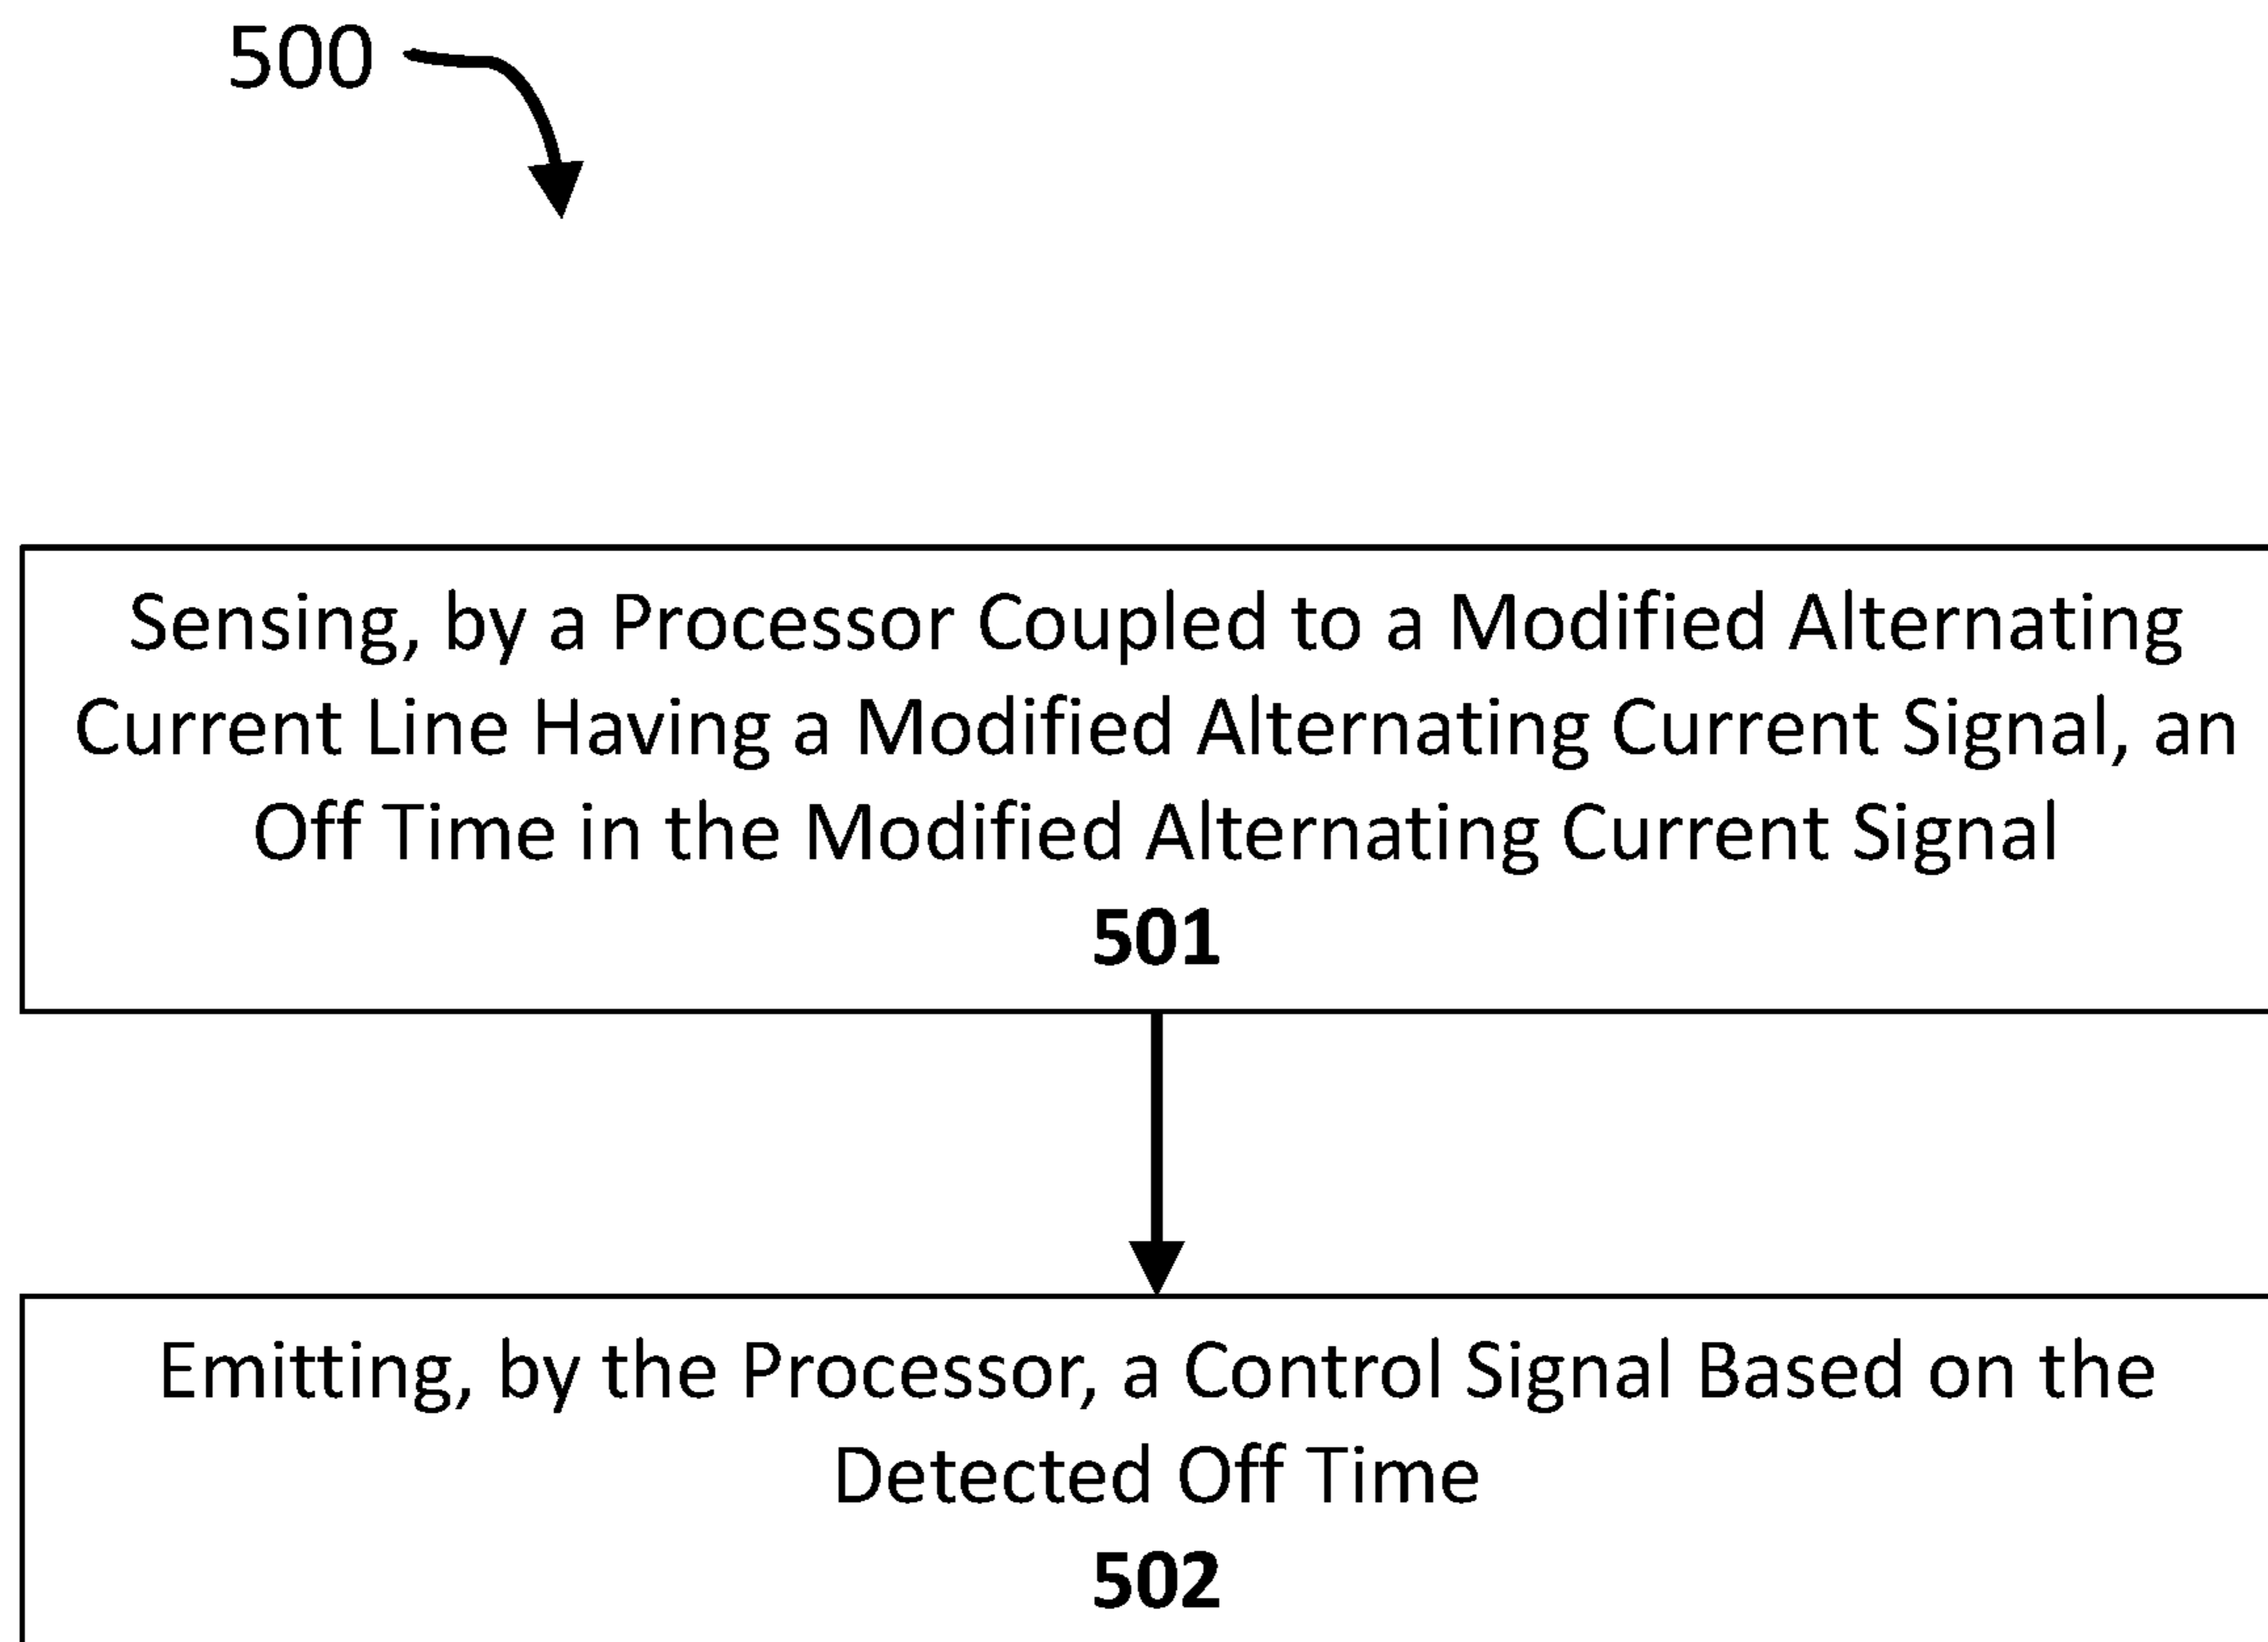 500
Sensing, by a Processor Coupled to a Modified Alternating
Current Line Having a Modified Alternating Current Signal, an
Off Time in the Modified Alternating Current Signal
501
Emitting, by the Processor, a Control Signal Based on the
Detected Off Time
502